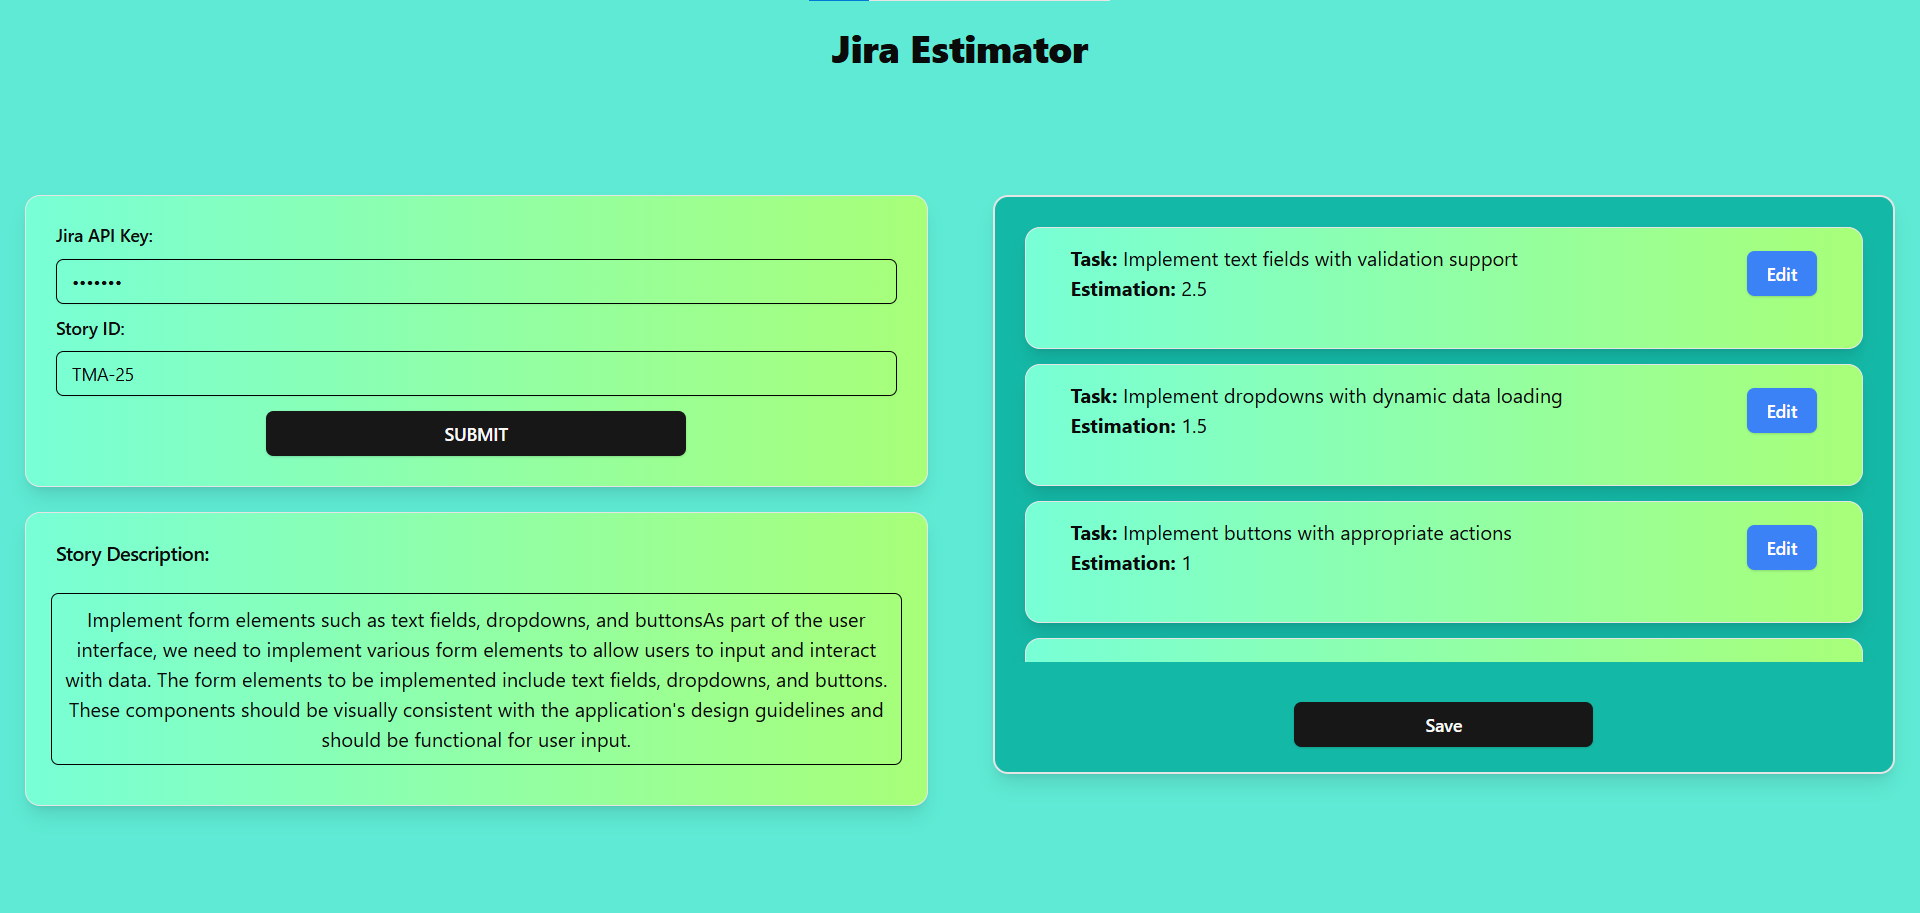 Jira Estimator
Jira API Key:
•••••••
Story ID:
TMA-25
SUBMIT
Story Description:
Implement form elements such as text fields, dropdowns, and buttonsAs part of the user
interface, we need to implement various form elements to allow users to input and interact
with data. The form elements to be implemented include text fields, dropdowns, and buttons.
These components should be visually consistent with the application's design guidelines and
should be functional for user input.
Task: Implement text fields with validation support
Estimation: 2.5
Edit
Task: Implement dropdowns with dynamic data loading
Estimation: 1.5
Edit
Task: Implement buttons with appropriate actions
Estimation: 1
Edit
Save